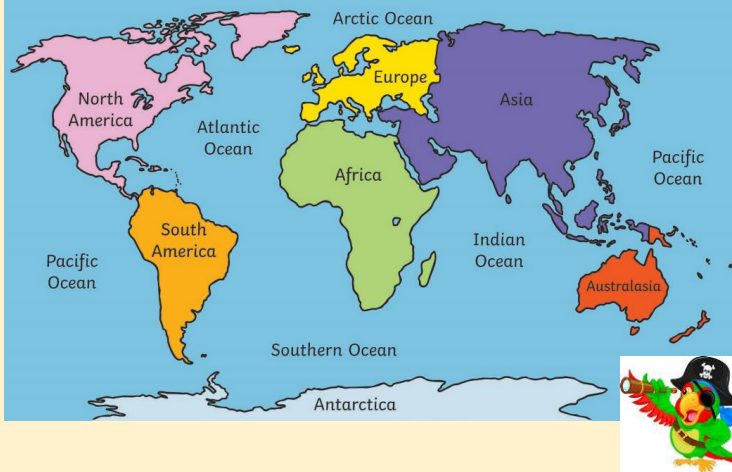 Arctic Ocean
Europe
Asia
North
America
Atlantic
Ocean
Africa
Pacific
Ocean
South
America
Indian
Ocean
Pacific
Ocean
Australasia
Southern Ocean
Antarctica